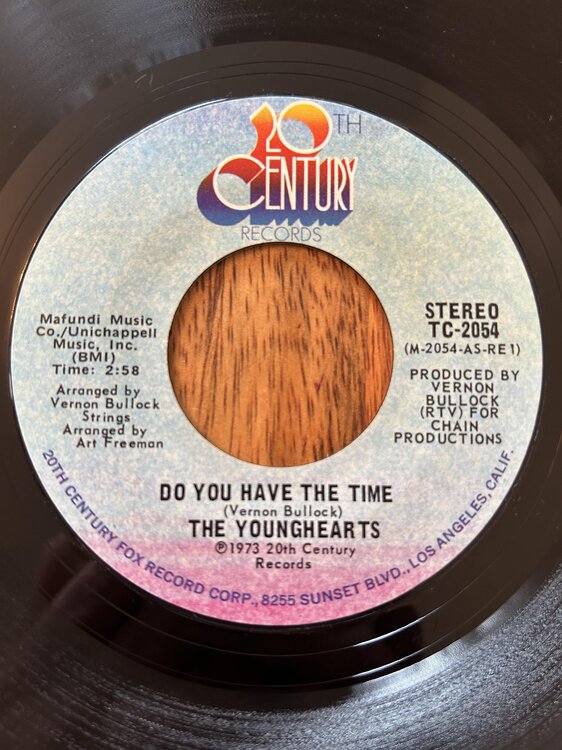 20TH
CENTURY
RECORDS
Mafundi Music
Co./Unichappell
Music, Inc.
(BMI)
Time: 2:58
Arranged by
Vernon Bullock
Strings
Arranged by
Art Freeman
STEREO
TC-2054
(M-2054-AS-RE1)
PRODUCED BY
VERNON
BULLOCK
(RTV) FOR
CHAIN
PRODUCTIONS
DO YOU HAVE THE TIME
(Vernon Bullock)
THE YOUNGHEARTS
℗1973 20th Century
Records
20TH CENTURY FOX RECORD CORP., 8255 SUNSET BLVD., LOS ANGELES, CALIF.